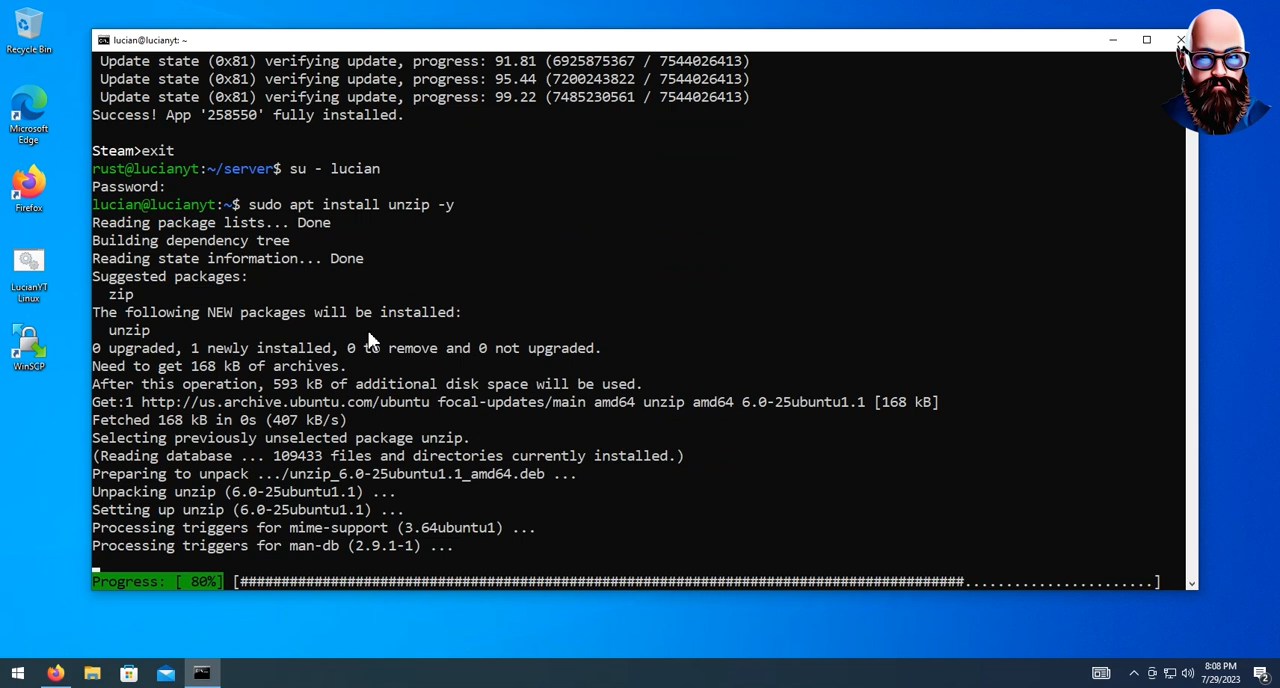 Recycle Bin
Microsoft
Edge
Firefox
LucianYT
Linux
WinSCP
lucian@lucianyt: ~
Update state (0x81) verifying update, progress: 91.81 (6925875367 / 7544026413)
Update state (0x81) verifying update, progress: 95.44 (7200243822 / 7544026413)
Update state (0x81) verifying update, progress: 99.22 (7485230561 / 7544026413)
Success! App '258550' fully installed.
Steam>exit
rust@lucianyt:~/server$ su - lucian
Password:
lucian@lucianyt:~$ sudo apt install unzip -y
Reading package lists... Done
Building dependency tree
Reading state information... Done
Suggested packages:
zip
The following NEW packages will be installed:
unzip
0 upgraded, 1 newly installed, 0 to remove and 0 not upgraded.
Need to get 168 kB of archives.
After this operation, 593 kB of additional disk space will be used.
Get:1 http://us.archive.ubuntu.com/ubuntu focal-updates/main amd64 unzip amd64 6.0-25ubuntu1.1 [168 kB]
Fetched 168 kB in 0s (407 kB/s)
Selecting previously unselected package unzip.
(Reading database ... 109433 files and directories currently installed.)
Preparing to unpack .../unzip_6.0-25ubuntu1.1_amd64.deb ...
Unpacking unzip (6.0-25ubuntu1.1) ...
Setting up unzip (6.0-25ubuntu1.1) ...
Processing triggers for mime-support (3.64ubuntu1) ...
Processing triggers for man-db (2.9.1-1) ...
Progress: [ 80%] [########################################################################################.......................]
8:08 PM
7/29/2023
2